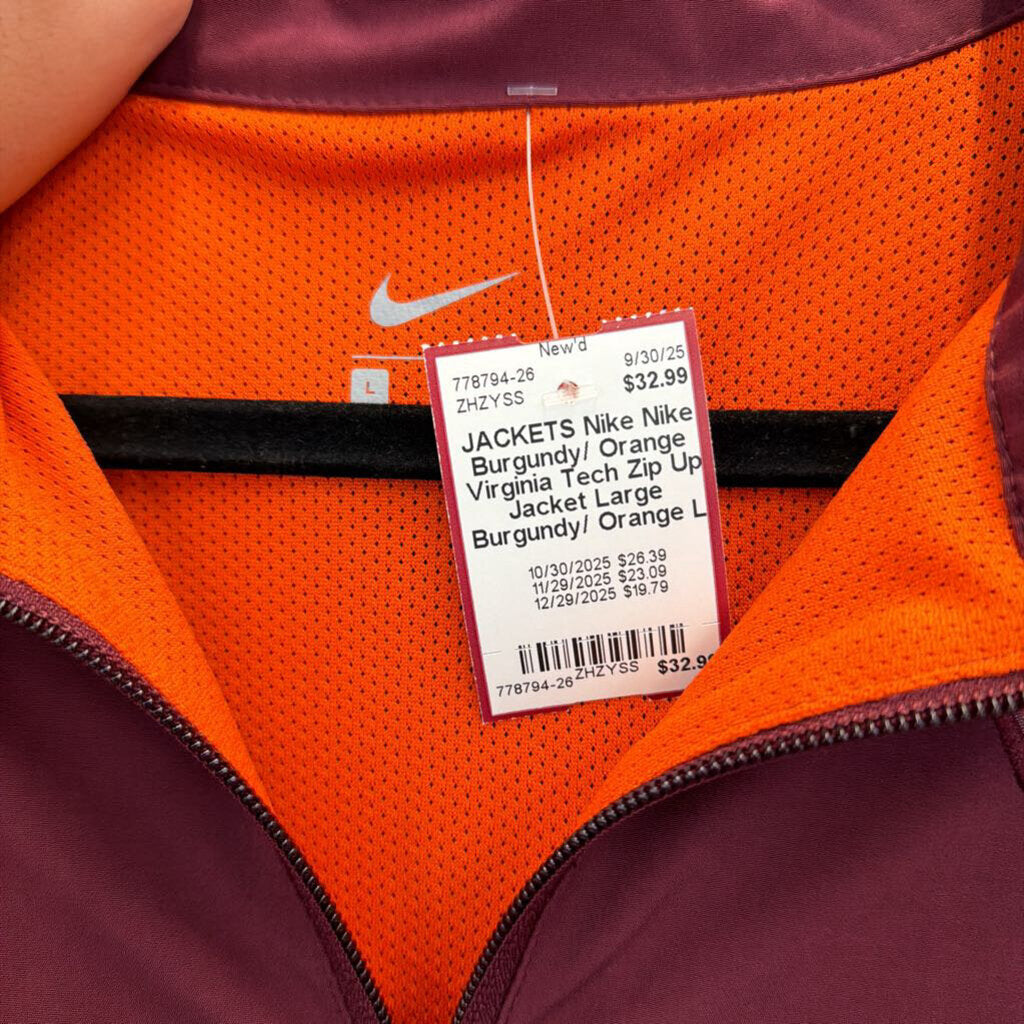 L
New'd
778794-26 9/30/25
ZHZYSS $32.99
JACKETS Nike Nike
Burgundy/ Orange
Virginia Tech Zip Up
Jacket Large
Burgundy/ Orange L
10/30/2025 $26.39
11/29/2025 $23.09
12/29/2025 $19.79
778794-26 ZHZYSS $32.99